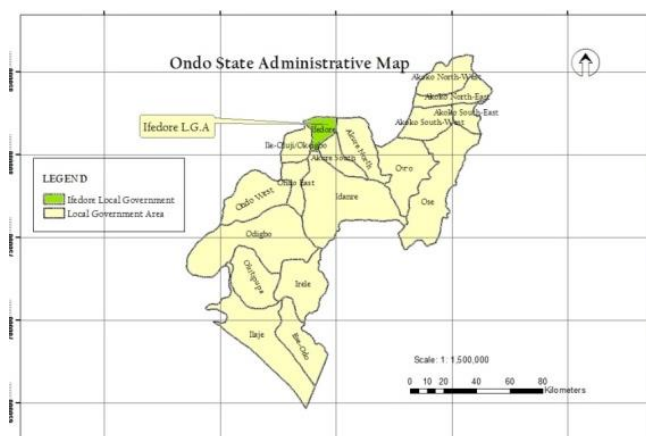 Ondo State Administrative Map
Akoko North-West
Akoko North-East
Akoko South-East
Akoko South-West
Ifedore L.G.A
Ifedore
Akure North
Ile-Oluji/Okeigbo
Akure South
Owo
LEGEND
Ifedore Local Government
Local Government Area
Ondo East
Ondo West
Idanre
Ose
Odigbo
Okitipupa
Irele
Ilaje
Ese-Odo
Scale: 1: 1,500,000
0 5 10 20 40 60 80
Kilometers